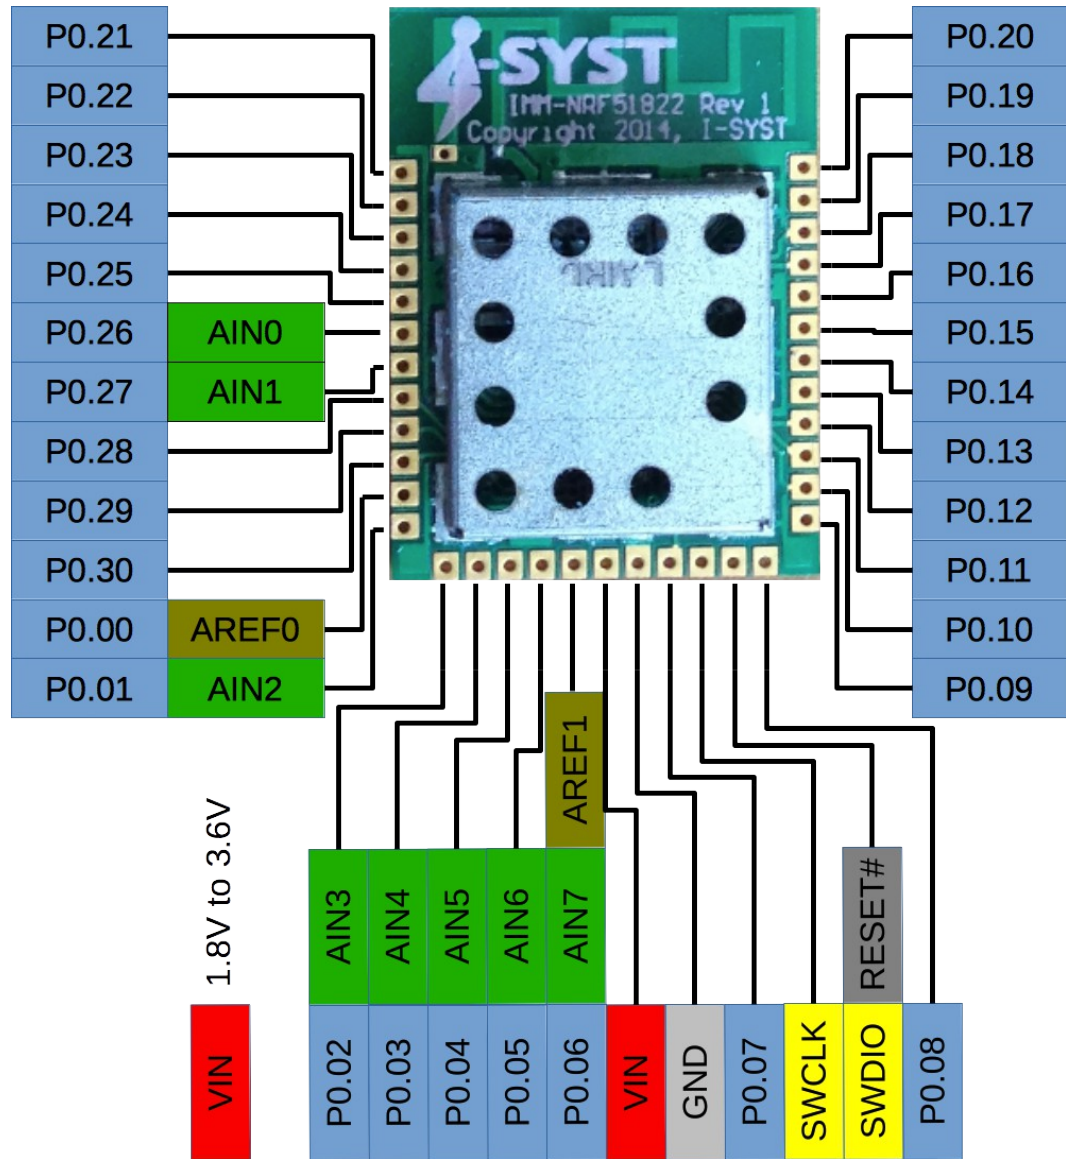 P0.21
P0.22
P0.23
P0.24
P0.25
P0.26 AIN0
P0.27 AIN1
P0.28
P0.29
P0.30
P0.00 AREF0
P0.01 AIN2
i-SYST
IMM-NRF51822 Rev 1
Copyright 2014, I-SYST
LAIRD
P0.20
P0.19
P0.18
P0.17
P0.16
P0.15
P0.14
P0.13
P0.12
P0.11
P0.10
P0.09
VIN 1.8V to 3.6V
P0.02 AIN3
P0.03 AIN4
P0.04 AIN5
P0.05 AIN6
P0.06 AIN7 AREF1
VIN
GND
P0.07
SWCLK
SWDIO RESET#
P0.08